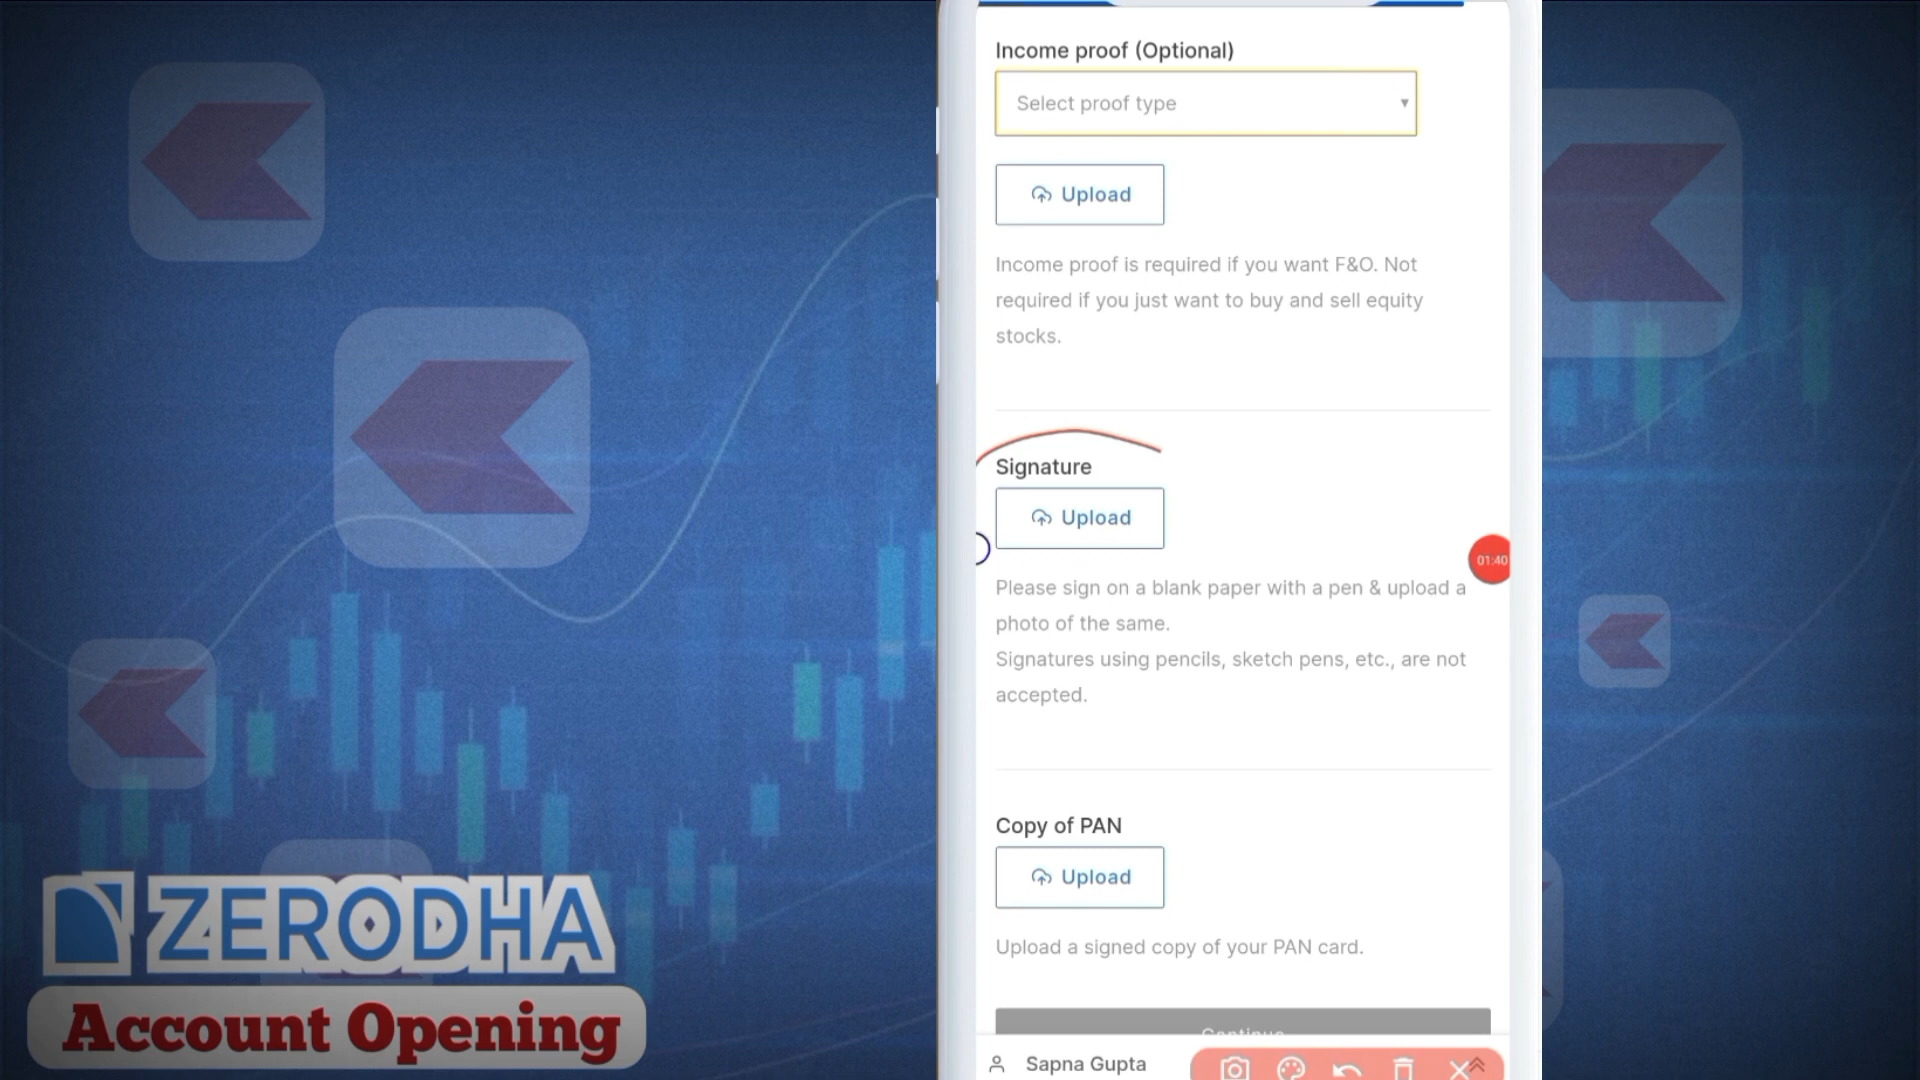 Income proof (Optional)
Select proof type
Upload
Income proof is required if you want F&O. Not
required if you just want to buy and sell equity
stocks.
Signature
Upload
01:40
Please sign on a blank paper with a pen & upload a
photo of the same.
Signatures using pencils, sketch pens, etc., are not
accepted.
Copy of PAN
Upload
Upload a signed copy of your PAN card.
Continue
Sapna Gupta
ZERODHA
Account Opening